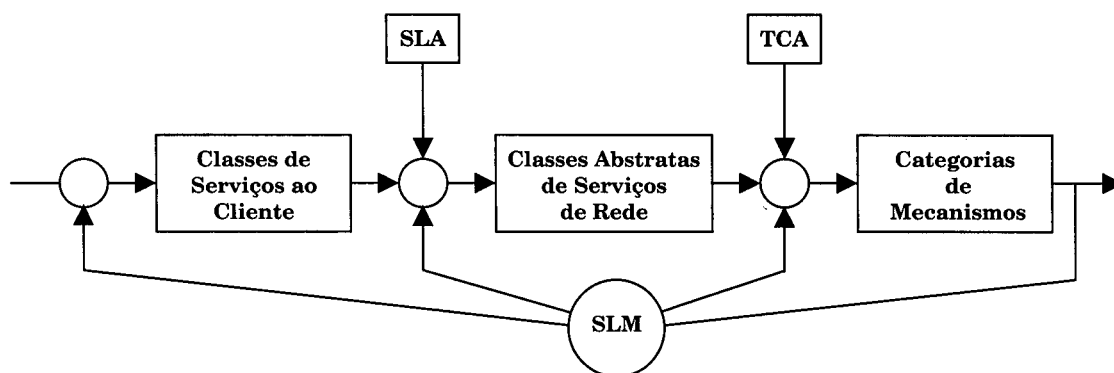 SLA
TCA
Classes de
Serviços ao
Cliente
Classes Abstratas
de Serviços
de Rede
Categorias
de
Mecanismos
SLM